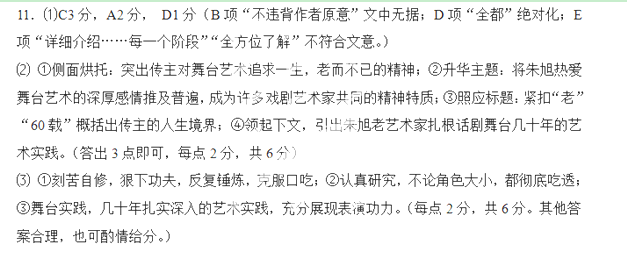 11. ⑴C3 分，A2 分， D1 分（B 项“不违背作者原意”文中无据；D 项“全都”绝对化；E
项“详细介绍……每一个阶段”“全方位了解”不符合文意。）
⑵ ①侧面烘托：突出传主对舞台艺术追求一生，老而不已的精神；②升华主题：将朱旭热爱
舞台艺术的深厚感情推及普遍，成为许多戏剧艺术家共同的精神特质；③照应标题：紧扣“老”
“60 载”概括出传主的人生境界；④领起下文，引出朱旭老艺术家扎根话剧舞台几十年的艺
术实践。（答出 3 点即可，每点 2 分，共 6 分）
⑶ ①刻苦自修，狠下功夫，反复锤炼，克服口吃；②认真研究，不论角色大小，都彻底吃透；
③舞台实践，几十年扎实深入的艺术实践，充分展现表演功力。（每点 2 分，共 6 分。其他答
案合理，也可酌情给分。）